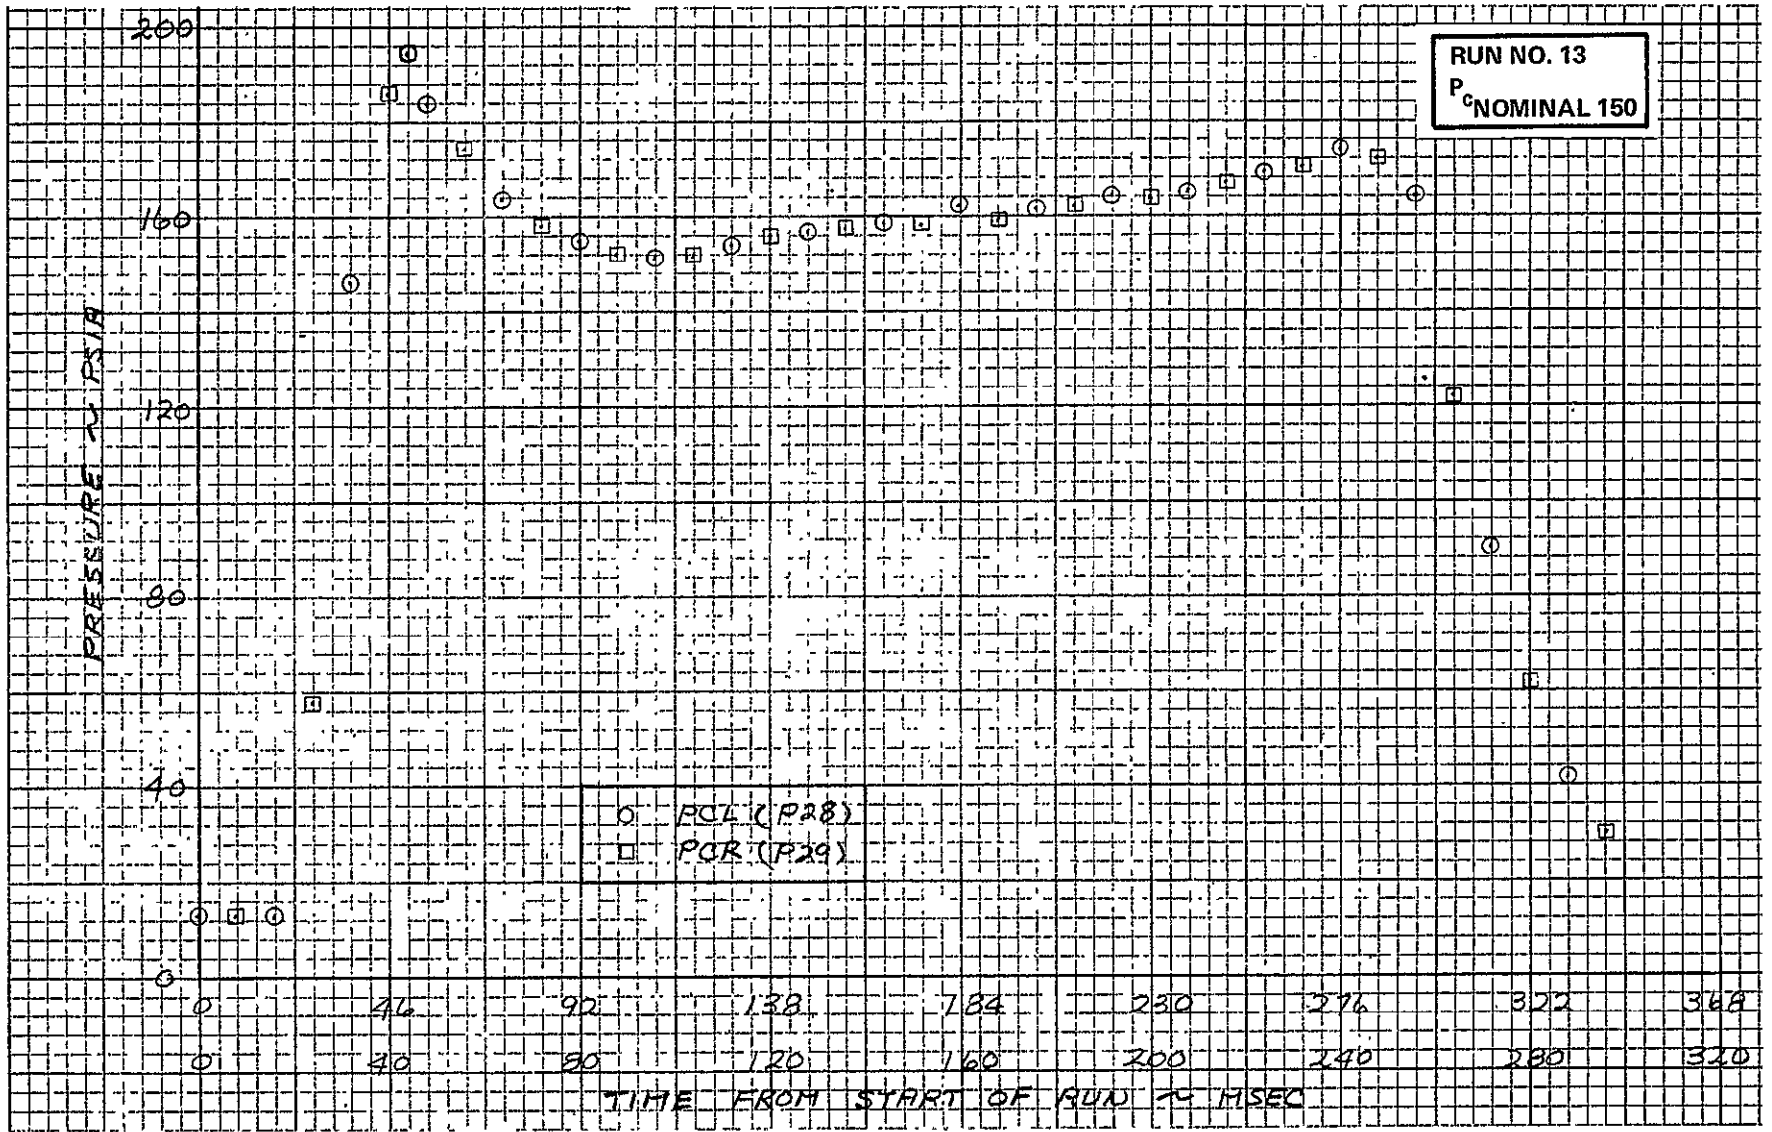 RUN NO. 13
PC NOMINAL 150
200
160
120
80
40
0
PRESSURE ~ PSIA
PCL (P28)
PCR (P29)
0 46 92 138 184 230 276 322 368
0 40 80 120 160 200 240 280 320
TIME FROM START OF RUN ~ MSEC